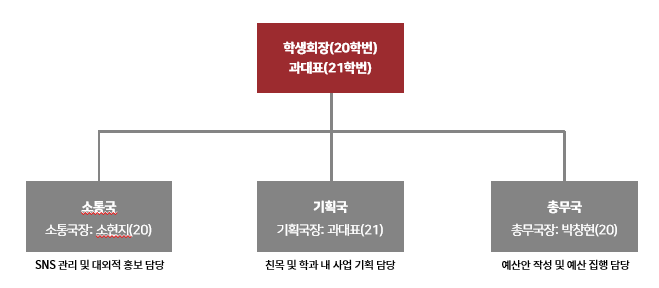 학생회장(20학번)
과대표(21학번)
소통국
소통국장: 소현지(20)
SNS 관리 및 대외적 홍보 담당
기획국
기획국장: 과대표(21)
친목 및 학과 내 사업 기획 담당
총무국
총무국장: 박창현(20)
예산안 작성 및 예산 집행 담당